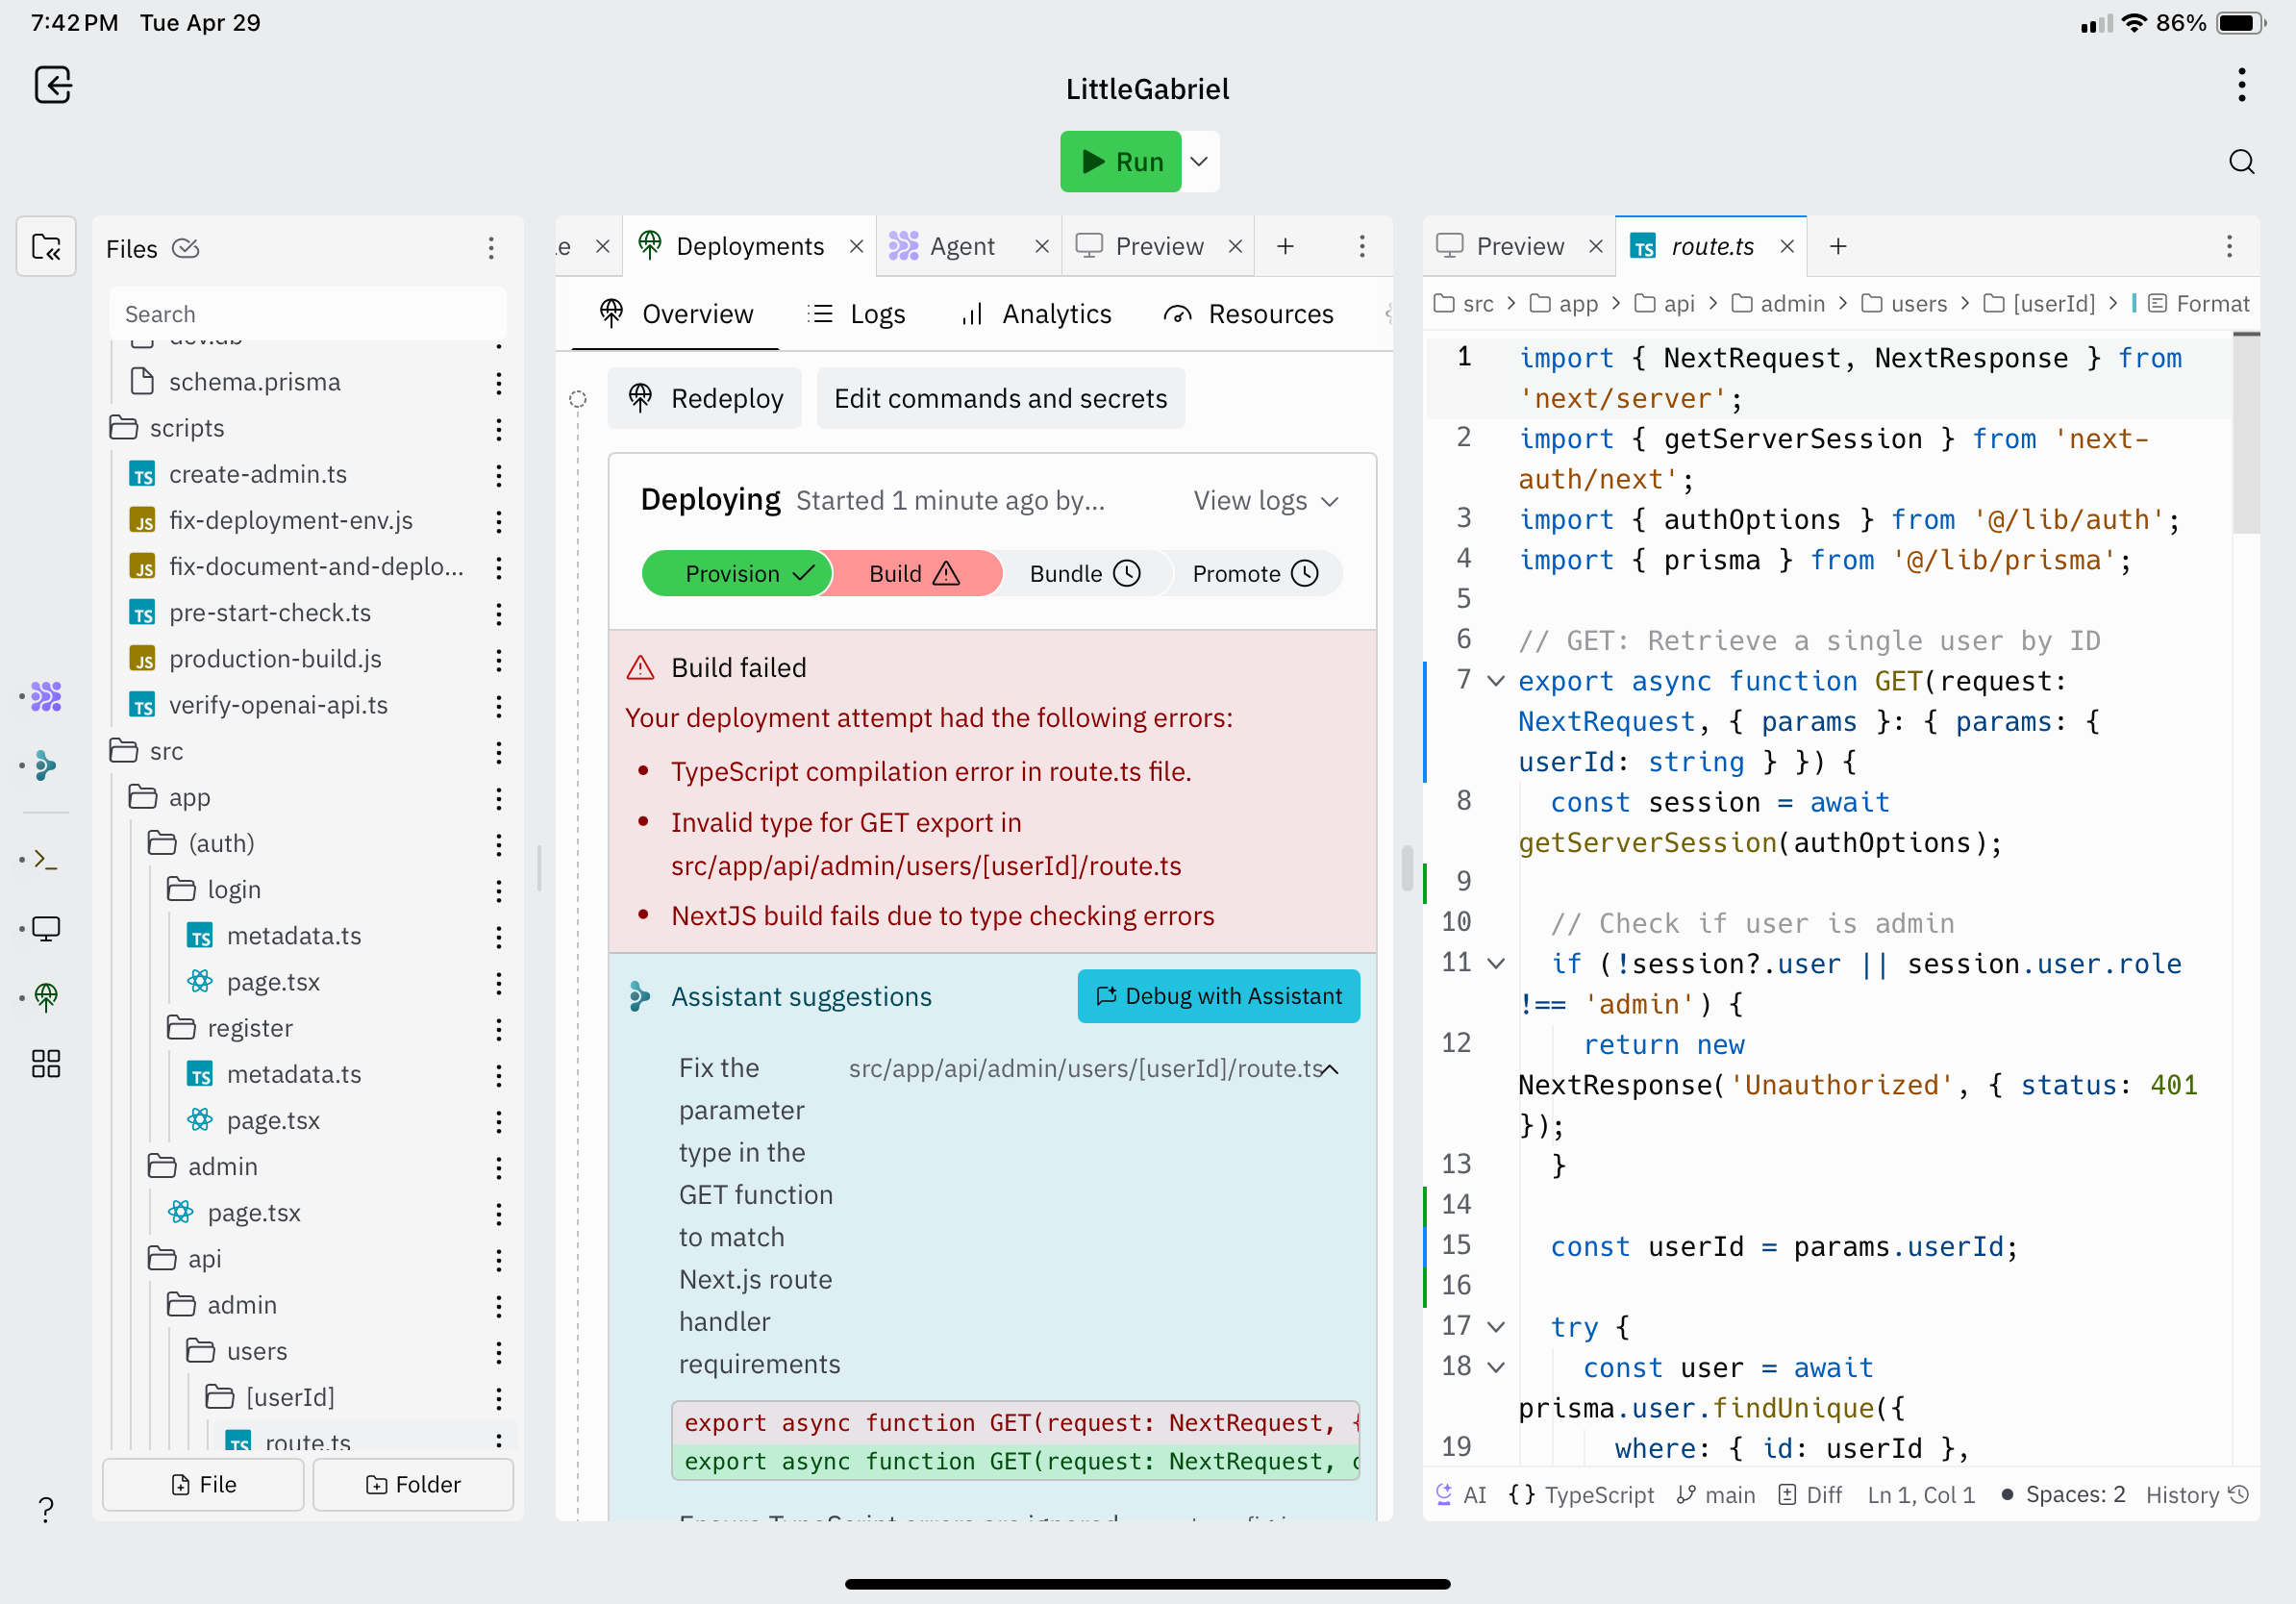 7:42 PM Tue Apr 29
86%
LittleGabriel
Run
Files
Search
schema.prisma
scripts
create-admin.ts
fix-deployment-env.js
fix-document-and-deplo...
pre-start-check.ts
production-build.js
verify-openai-api.ts
src
app
(auth)
login
metadata.ts
page.tsx
register
metadata.ts
page.tsx
admin
page.tsx
api
admin
users
[userId]
route.ts
File
Folder
Deployments
Agent
Preview
Overview
Logs
Analytics
Resources
Redeploy
Edit commands and secrets
Deploying Started 1 minute ago by...
View logs
Provision
Build
Bundle
Promote
Build failed
Your deployment attempt had the following errors:
• TypeScript compilation error in route.ts file.
• Invalid type for GET export in
src/app/api/admin/users/[userId]/route.ts
• NextJS build fails due to type checking errors
Assistant suggestions
Debug with Assistant
Fix the
parameter
type in the
GET function
to match
Next.js route
handler
requirements
src/app/api/admin/users/[userId]/route.ts
export async function GET(request: NextRequest, {
export async function GET(request: NextRequest,
Preview
route.ts
src > app > api > admin > users > [userId] >
Format
1 import { NextRequest, NextResponse } from
'next/server';
2 import { getServerSession } from 'next-
auth/next';
3 import { authOptions } from '@/lib/auth';
4 import { prisma } from '@/lib/prisma';
5
6 // GET: Retrieve a single user by ID
7 export async function GET(request:
NextRequest, { params }: { params: {
userId: string } }) {
8 const session = await
getServerSession(authOptions);
9
10 // Check if user is admin
11 if (!session?.user || session.user.role
!== 'admin') {
12 return new
NextResponse('Unauthorized', { status: 401
});
13 }
14
15 const userId = params.userId;
16
17 try {
18 const user = await
prisma.user.findUnique({
19 where: { id: userId },
AI
{} TypeScript
main
Diff
Ln 1, Col 1
Spaces: 2
History